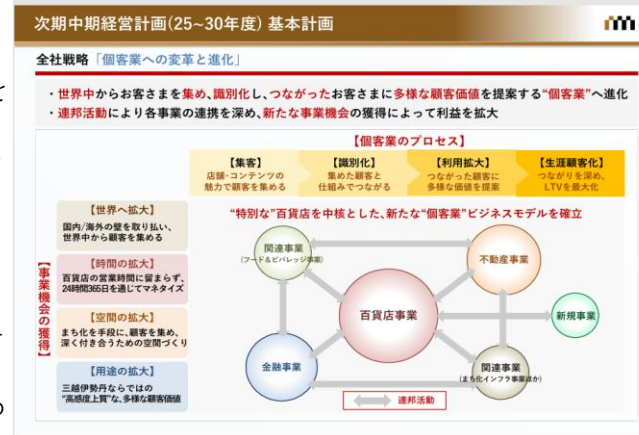 次期中期経営計画(25~30年度) 基本計画
全社戦略「個客業への変革と進化」
・世界中からお客さまを集め、識別化し、つながったお客さまに多様な顧客価値を提案する“個客業”へ進化
・連邦活動により各事業の連携を深め、新たな事業機会の獲得によって利益を拡大
【個客業のプロセス】
【集客】
店舗・コンテンツの
魅力で顧客を集める
【識別化】
集めた顧客と
仕組みでつながる
【利用拡大】
つながった顧客に
多様な価値を提案
【生涯顧客化】
つながりを深め、
LTVを最大化
【事業機会の獲得】
【世界へ拡大】
国内/海外の壁を取り払い、
世界中から顧客を集める
【時間の拡大】
百貨店の営業時間に留まらず、
24時間365日を通じてマネタイズ
【空間の拡大】
まち化を手段に、顧客を集め、
深く付き合うための空間づくり
【用途の拡大】
三越伊勢丹ならではの
“高感度上質”な、多様な顧客価値
“特別な”百貨店を中核とした、新たな“個客業”ビジネスモデルを確立
関連事業
(フード&ビバレッジ事業)
不動産事業
百貨店事業
新規事業
金融事業
関連事業
(まち化インフラ事業ほか)
連邦活動